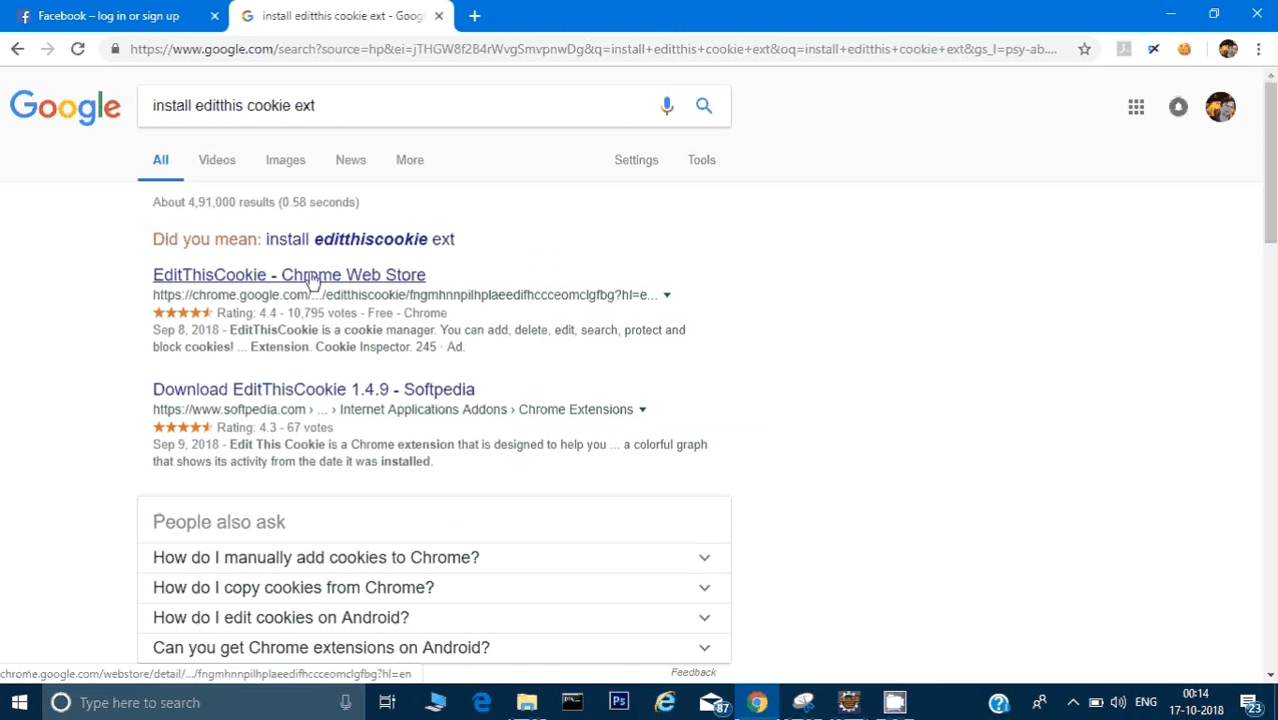 Facebook – log in or sign up
install editthis cookie ext - Goog
https://www.google.com/search?source=hp&ei=jTHGW8f2B4rWvgSmvpnwDg&q=install+editthis+cookie+ext&oq=install+editthis+cookie+ext&gs_l=psy-ab....
Google
install editthis cookie ext
All
Videos
Images
News
More
Settings
Tools
About 4,91,000 results (0.58 seconds)
Did you mean: install editthiscookie ext
EditThisCookie - Chrome Web Store
https://chrome.google.com/.../editthiscookie/fngmhnnpilhplaeedifhccceomclgfbg?hl=e...
Rating: 4.4 - 10,795 votes - Free - Chrome
Sep 8, 2018 - EditThisCookie is a cookie manager. You can add, delete, edit, search, protect and
block cookies! ... Extension. Cookie Inspector. 245 · Ad.
Download EditThisCookie 1.4.9 - Softpedia
https://www.softpedia.com › ... › Internet Applications Addons › Chrome Extensions
Rating: 4.3 - 67 votes
Sep 9, 2018 - Edit This Cookie is a Chrome extension that is designed to help you ... a colorful graph
that shows its activity from the date it was installed.
People also ask
How do I manually add cookies to Chrome?
How do I copy cookies from Chrome?
How do I edit cookies on Android?
Can you get Chrome extensions on Android?
Feedback
chrome.google.com/webstore/detail/.../fngmhnnpilhplaeedifhccceomclgfbg?hl=en
Type here to search
Ps
87
ENG
00:14
17-10-2018
23